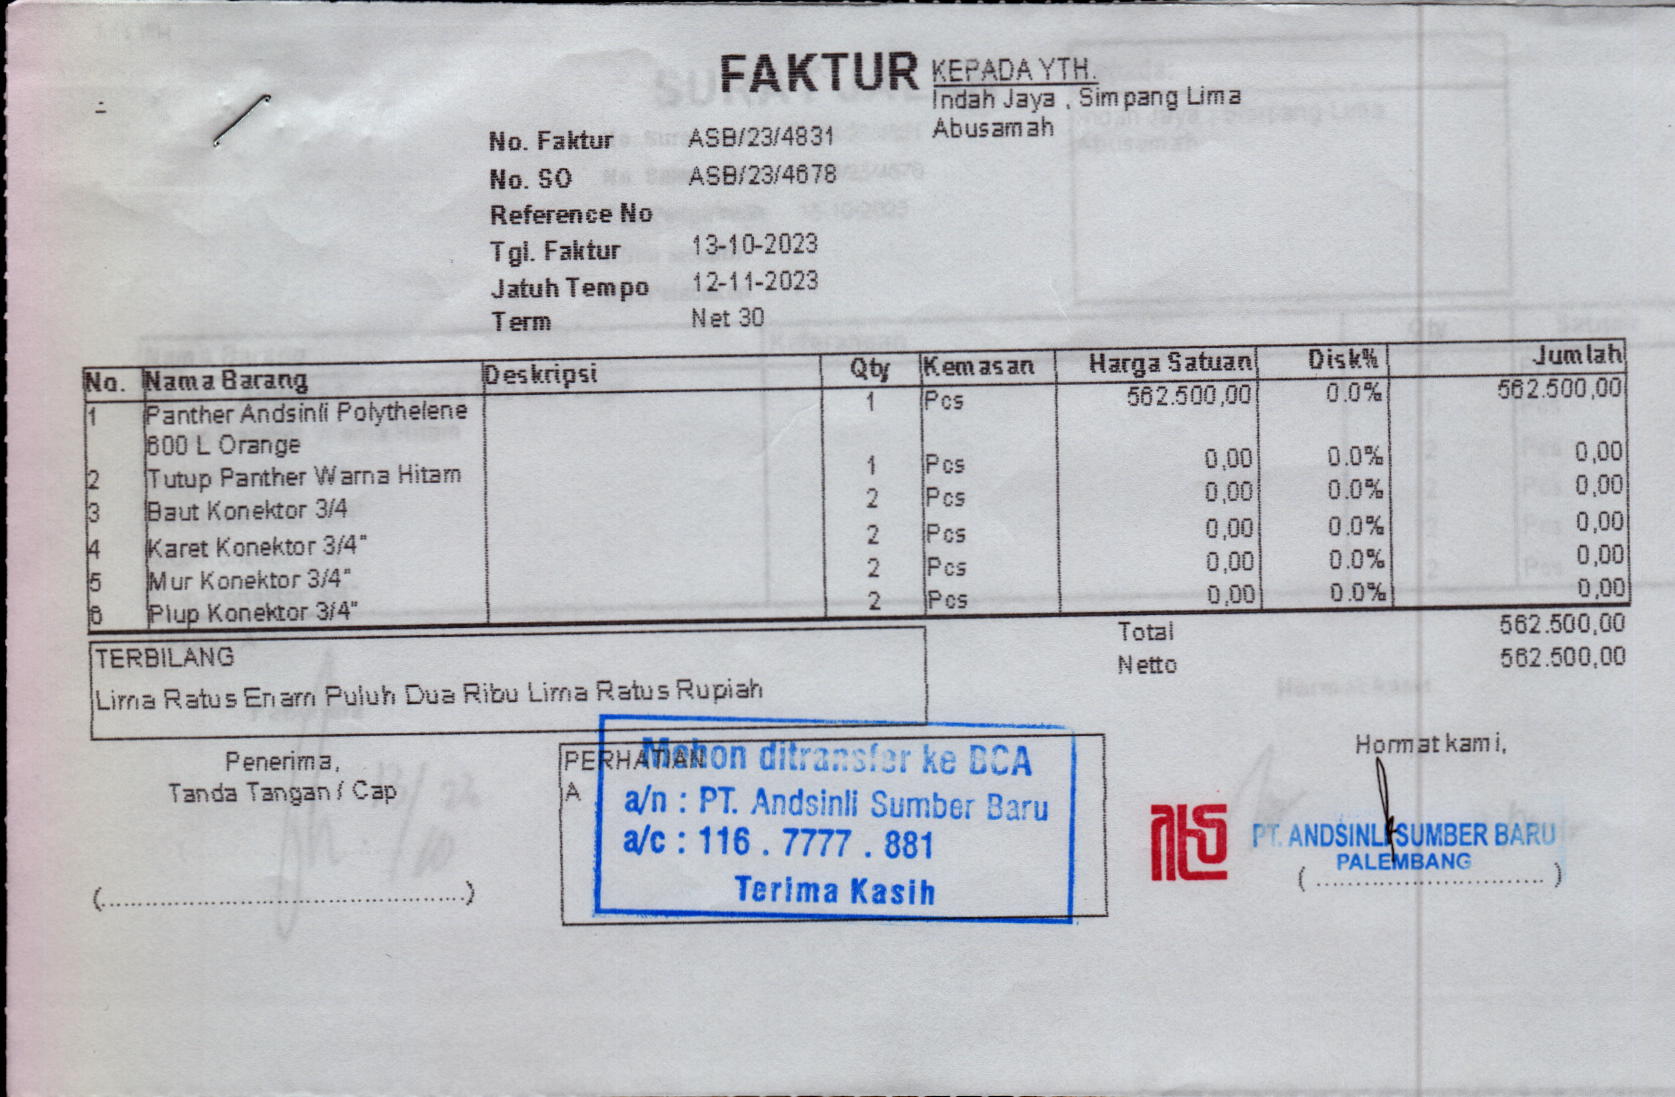 FAKTUR
KEPADA YTH.
Indah Jaya , Simpang Lima
Abusamah
No. Faktur ASB/23/4831
No. SO ASB/23/4678
Reference No
Tgl. Faktur 13-10-2023
Jatuh Tempo 12-11-2023
Term Net 30
No. Nama Barang Deskripsi Qty Kemasan Harga Satuan Disk% Jumlah
1 Panther Andsinli Polythelene 1 Pcs 562.500,00 0.0% 562.500,00
600 L Orange
2 Tutup Panther Warna Hitam 1 Pcs 0,00 0.0% 0,00
3 Baut Konektor 3/4 2 Pcs 0,00 0.0% 0,00
4 Karet Konektor 3/4" 2 Pcs 0,00 0.0% 0,00
5 Mur Konektor 3/4" 2 Pcs 0,00 0.0% 0,00
6 Plup Konektor 3/4" 2 Pcs 0,00 0.0% 0,00
Total 562.500,00
Netto 562.500,00
TERBILANG
Lima Ratus Enam Puluh Dua Ribu Lima Ratus Rupiah
Penerima,
Tanda Tangan / Cap
(..................................................)
PERHATIAN
A
Mohon ditransfer ke BCA
a/n : PT. Andsinli Sumber Baru
a/c : 116 . 7777 . 881
Terima Kasih
Hormat kami,
PT. ANDSINLI SUMBER BARU
PALEMBANG
( ............................... )